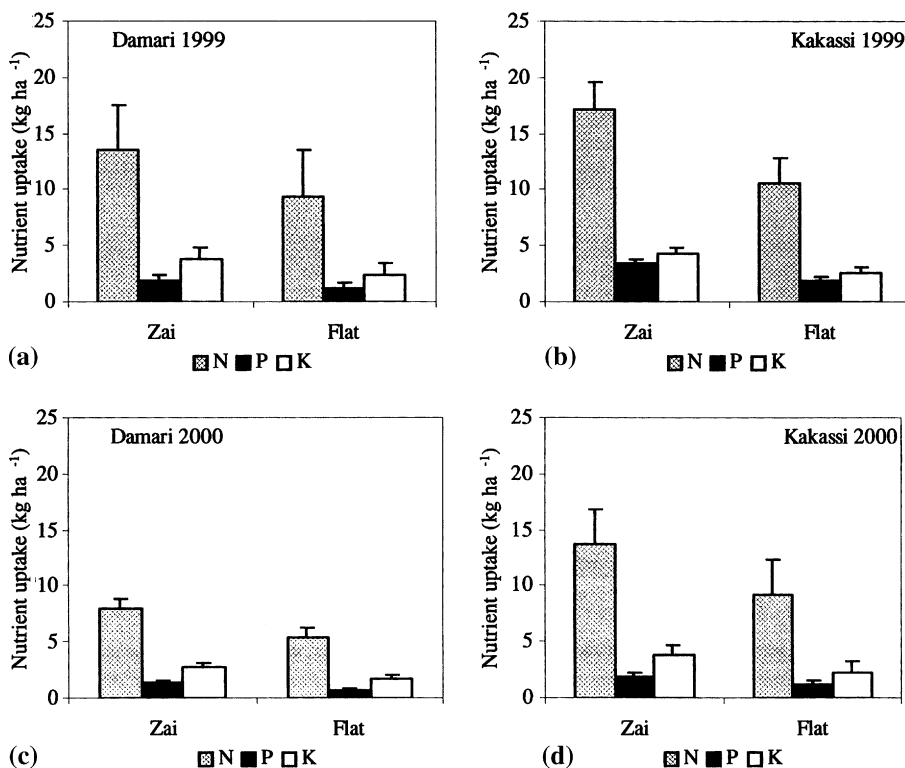 Damari 1999
Nutrient uptake (kg ha⁻¹)
25
20
15
10
5
0
Zai Flat
(a)
N P K
Kakassi 1999
Nutrient uptake (kg ha⁻¹)
25
20
15
10
5
0
Zai Flat
(b)
N P K
Damari 2000
Nutrient uptake (kg ha⁻¹)
25
20
15
10
5
0
Zai Flat
(c)
N P K
Kakassi 2000
Nutrient uptake (kg ha⁻¹)
25
20
15
10
5
0
Zai Flat
(d)
N P K